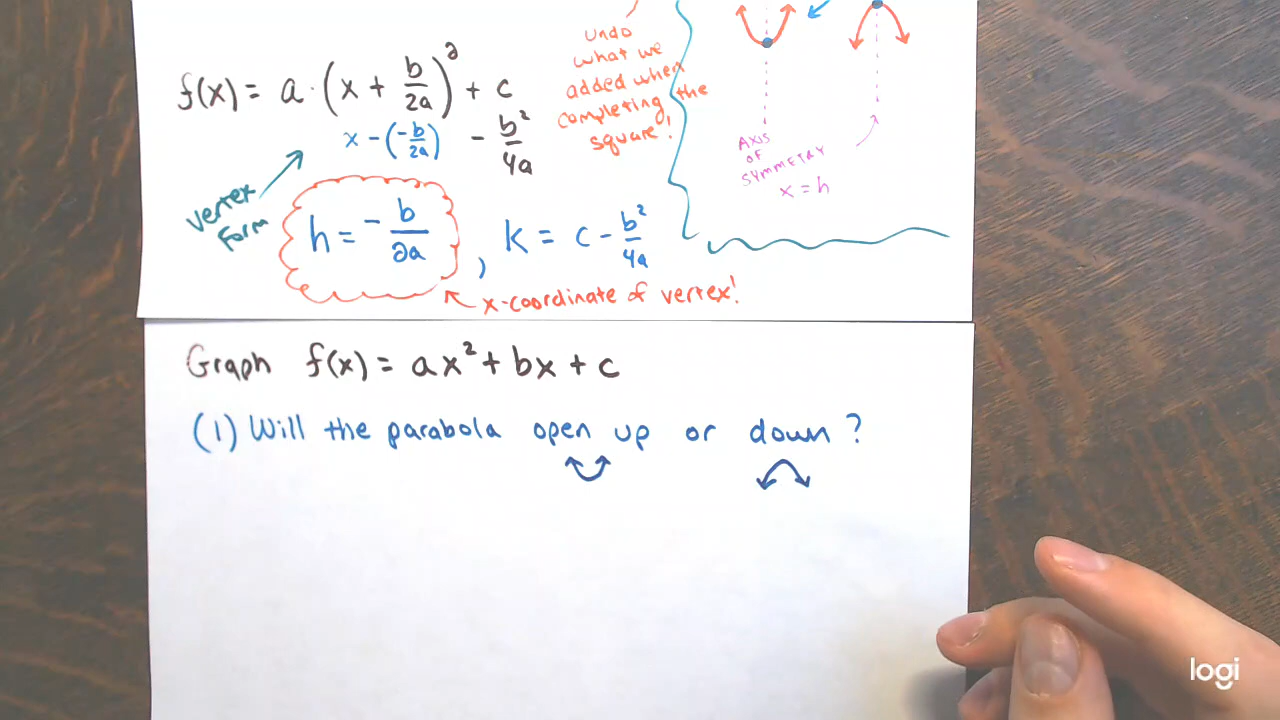 undo
what we
added when
completing the
square!
f(x) = a·(x + b/2a)² + c
x - (-b/2a) - b²/4a
Vertex
Form
h = - b/2a , K = c - b²/4a
x-coordinate of vertex!
AXIS
OF
SYMMETRY
x = h
Graph f(x) = ax² + bx + c
(1) Will the parabola open up or down?
logi